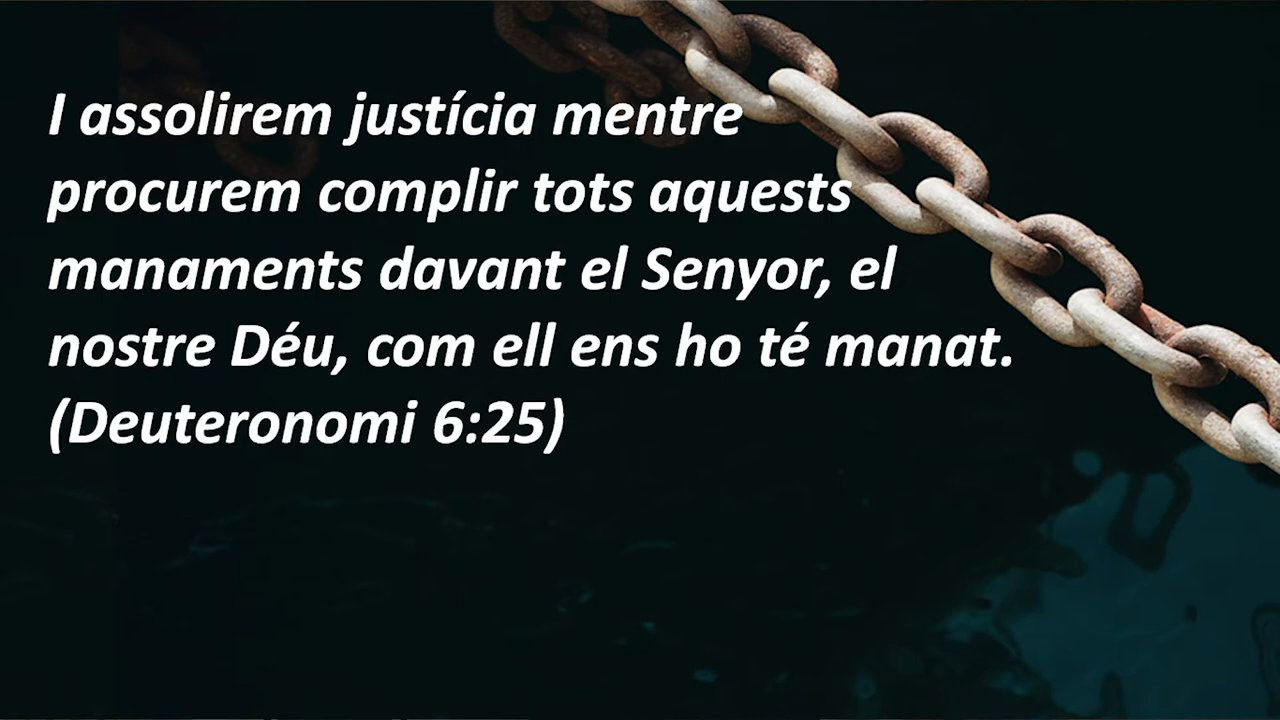 I assolirem justícia mentre
procurem complir tots aquests
manaments davant el Senyor, el
nostre Déu, com ell ens ho té manat.
(Deuteronomi 6:25)